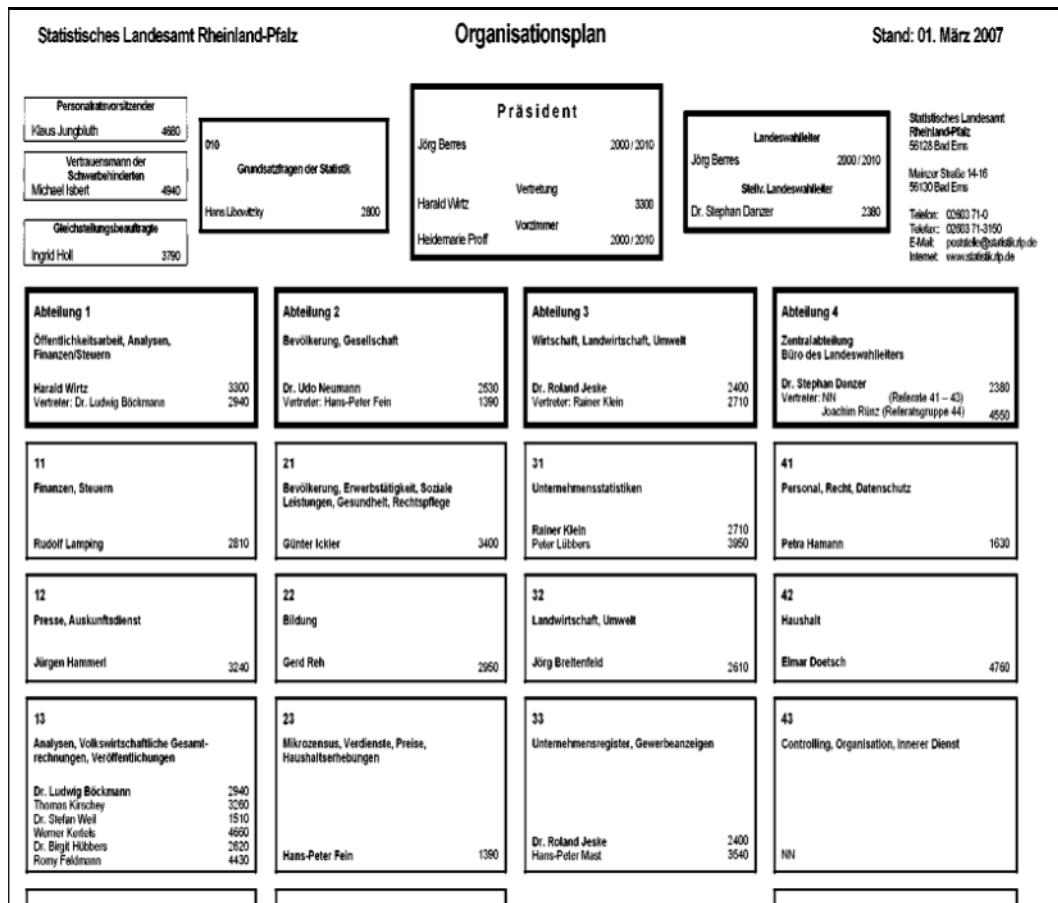 Statistisches Landesamt Rheinland-Pfalz
Organisationsplan
Stand: 01. März 2007
Personalratsvorsitzender
Klaus Jungbluth 4680
Vertrauensmann der
Schwerbehinderten
Michael Isbert 4940
Gleichstellungsbeauftragte
Ingrid Holl 3790
010
Grundsatzfragen der Statistik
Hans Libowitzky 2800
Präsident
Jörg Berres 2000 / 2010
Vertretung
Harald Wirtz 3300
Vorzimmer
Heidemarie Proff 2000 / 2010
Landeswahlleiter
Jörg Berres 2000 / 2010
Stellv. Landeswahlleiter
Dr. Stephan Danzer 2380
Statistisches Landesamt
Rheinland-Pfalz
56128 Bad Ems
Mainzer Straße 14-16
56130 Bad Ems
Telefon: 02603 71-0
Telefax: 02603 71-3150
E-Mail: poststelle@statistik.rlp.de
Internet: www.statistik.rlp.de
Abteilung 1
Öffentlichkeitsarbeit, Analysen,
Finanzen/Steuern
Harald Wirtz 3300
Vertreter: Dr. Ludwig Böckmann 2940
Abteilung 2
Bevölkerung, Gesellschaft
Dr. Udo Neumann 2530
Vertreter: Hans-Peter Fein 1390
Abteilung 3
Wirtschaft, Landwirtschaft, Umwelt
Dr. Roland Jeske 2400
Vertreter: Rainer Klein 2710
Abteilung 4
Zentralabteilung
Büro des Landeswahlleiters
Dr. Stephan Danzer 2380
Vertreter: NN (Referate 41 – 43)
Joachim Rünz (Referatsgruppe 44) 4550
11
Finanzen, Steuern
Rudolf Lamping 2810
21
Bevölkerung, Erwerbstätigkeit, Soziale
Leistungen, Gesundheit, Rechtspflege
Günter Ickler 3400
31
Unternehmensstatistiken
Rainer Klein 2710
Peter Lübbers 3950
41
Personal, Recht, Datenschutz
Petra Hamann 1630
12
Presse, Auskunftsdienst
Jürgen Hammerl 3240
22
Bildung
Gerd Reh 2950
32
Landwirtschaft, Umwelt
Jörg Breitenfeld 2610
42
Haushalt
Elmar Doetsch 4760
13
Analysen, Volkswirtschaftliche Gesamt-
rechnungen, Veröffentlichungen
Dr. Ludwig Böckmann 2940
Thomas Kirschey 3260
Dr. Stefan Weil 1510
Werner Kertels 4660
Dr. Birgit Hübbers 2620
Romy Feldmann 4430
23
Mikrozensus, Verdienste, Preise,
Haushaltserhebungen
Hans-Peter Fein 1390
33
Unternehmensregister, Gewerbeanzeigen
Dr. Roland Jeske 2400
Hans-Peter Mast 3540
43
Controlling, Organisation, Innerer Dienst
NN